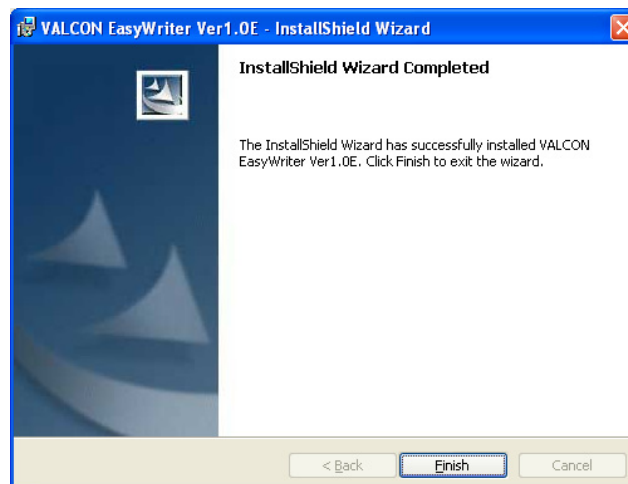 VALCON EasyWriter Ver1.0E - InstallShield Wizard
InstallShield Wizard Completed
The InstallShield Wizard has successfully installed VALCON
EasyWriter Ver1.0E. Click Finish to exit the wizard.
< Back Finish Cancel